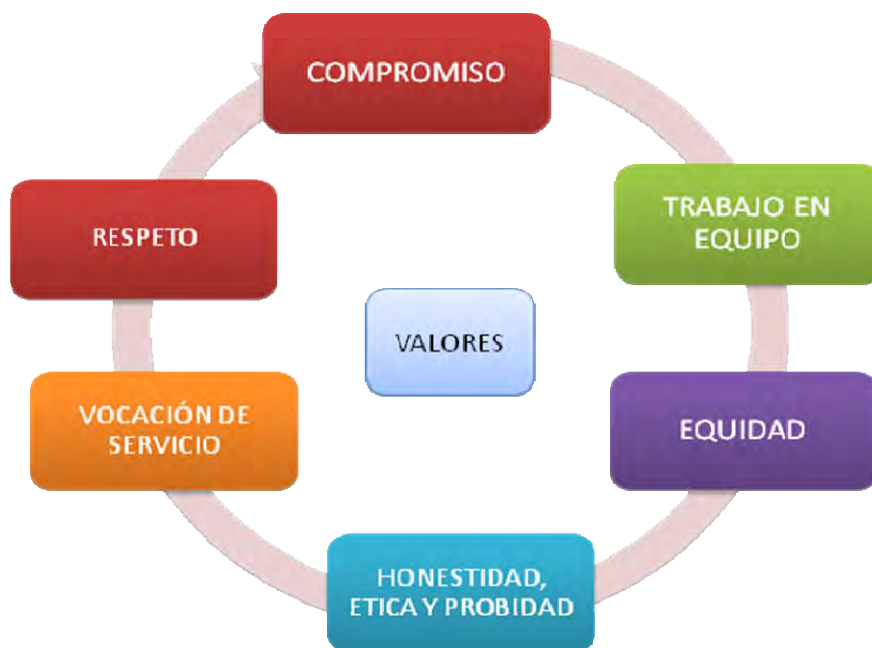 COMPROMISO
TRABAJO EN
EQUIPO
EQUIDAD
HONESTIDAD,
ETICA Y PROBIDAD
VOCACIÓN DE
SERVICIO
RESPETO
VALORES